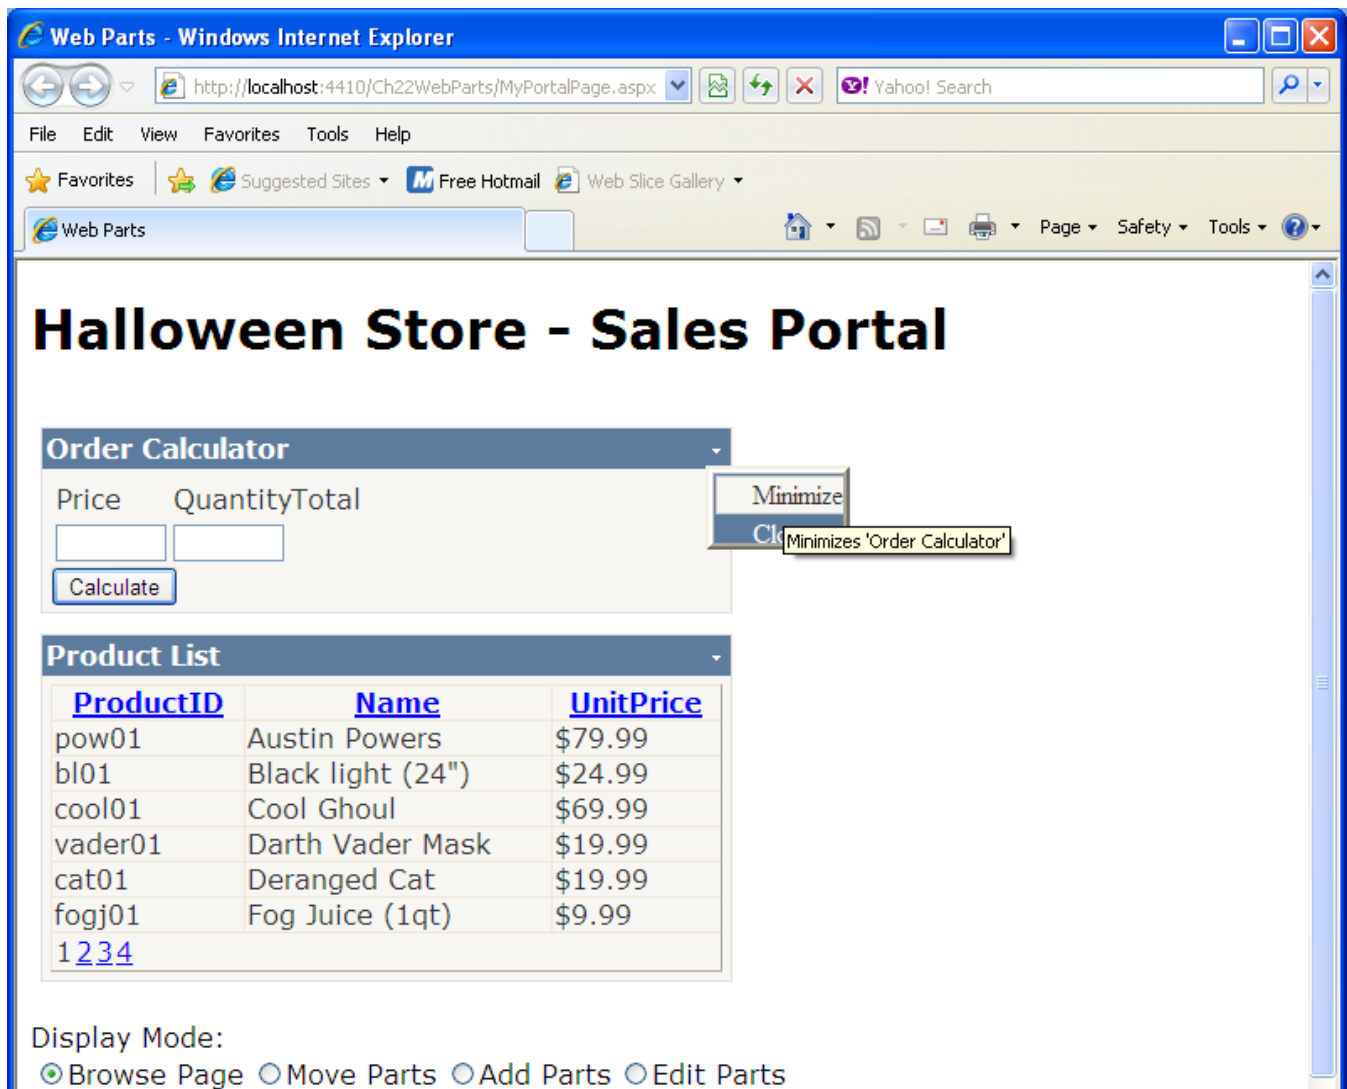 Web Parts - Windows Internet Explorer
http://localhost:4410/Ch22WebParts/MyPortalPage.aspx Yahoo! Search
File Edit View Favorites Tools Help
Favorites Suggested Sites Free Hotmail Web Slice Gallery
Web Parts Page Safety Tools
Halloween Store - Sales Portal
Order Calculator
Price QuantityTotal
Minimize
Minimizes 'Order Calculator'
Calculate
Product List
ProductID Name UnitPrice
pow01 Austin Powers $79.99
bl01 Black light (24") $24.99
cool01 Cool Ghoul $69.99
vader01 Darth Vader Mask $19.99
cat01 Deranged Cat $19.99
fogj01 Fog Juice (1qt) $9.99
1 2 3 4
Display Mode:
Browse Page Move Parts Add Parts Edit Parts